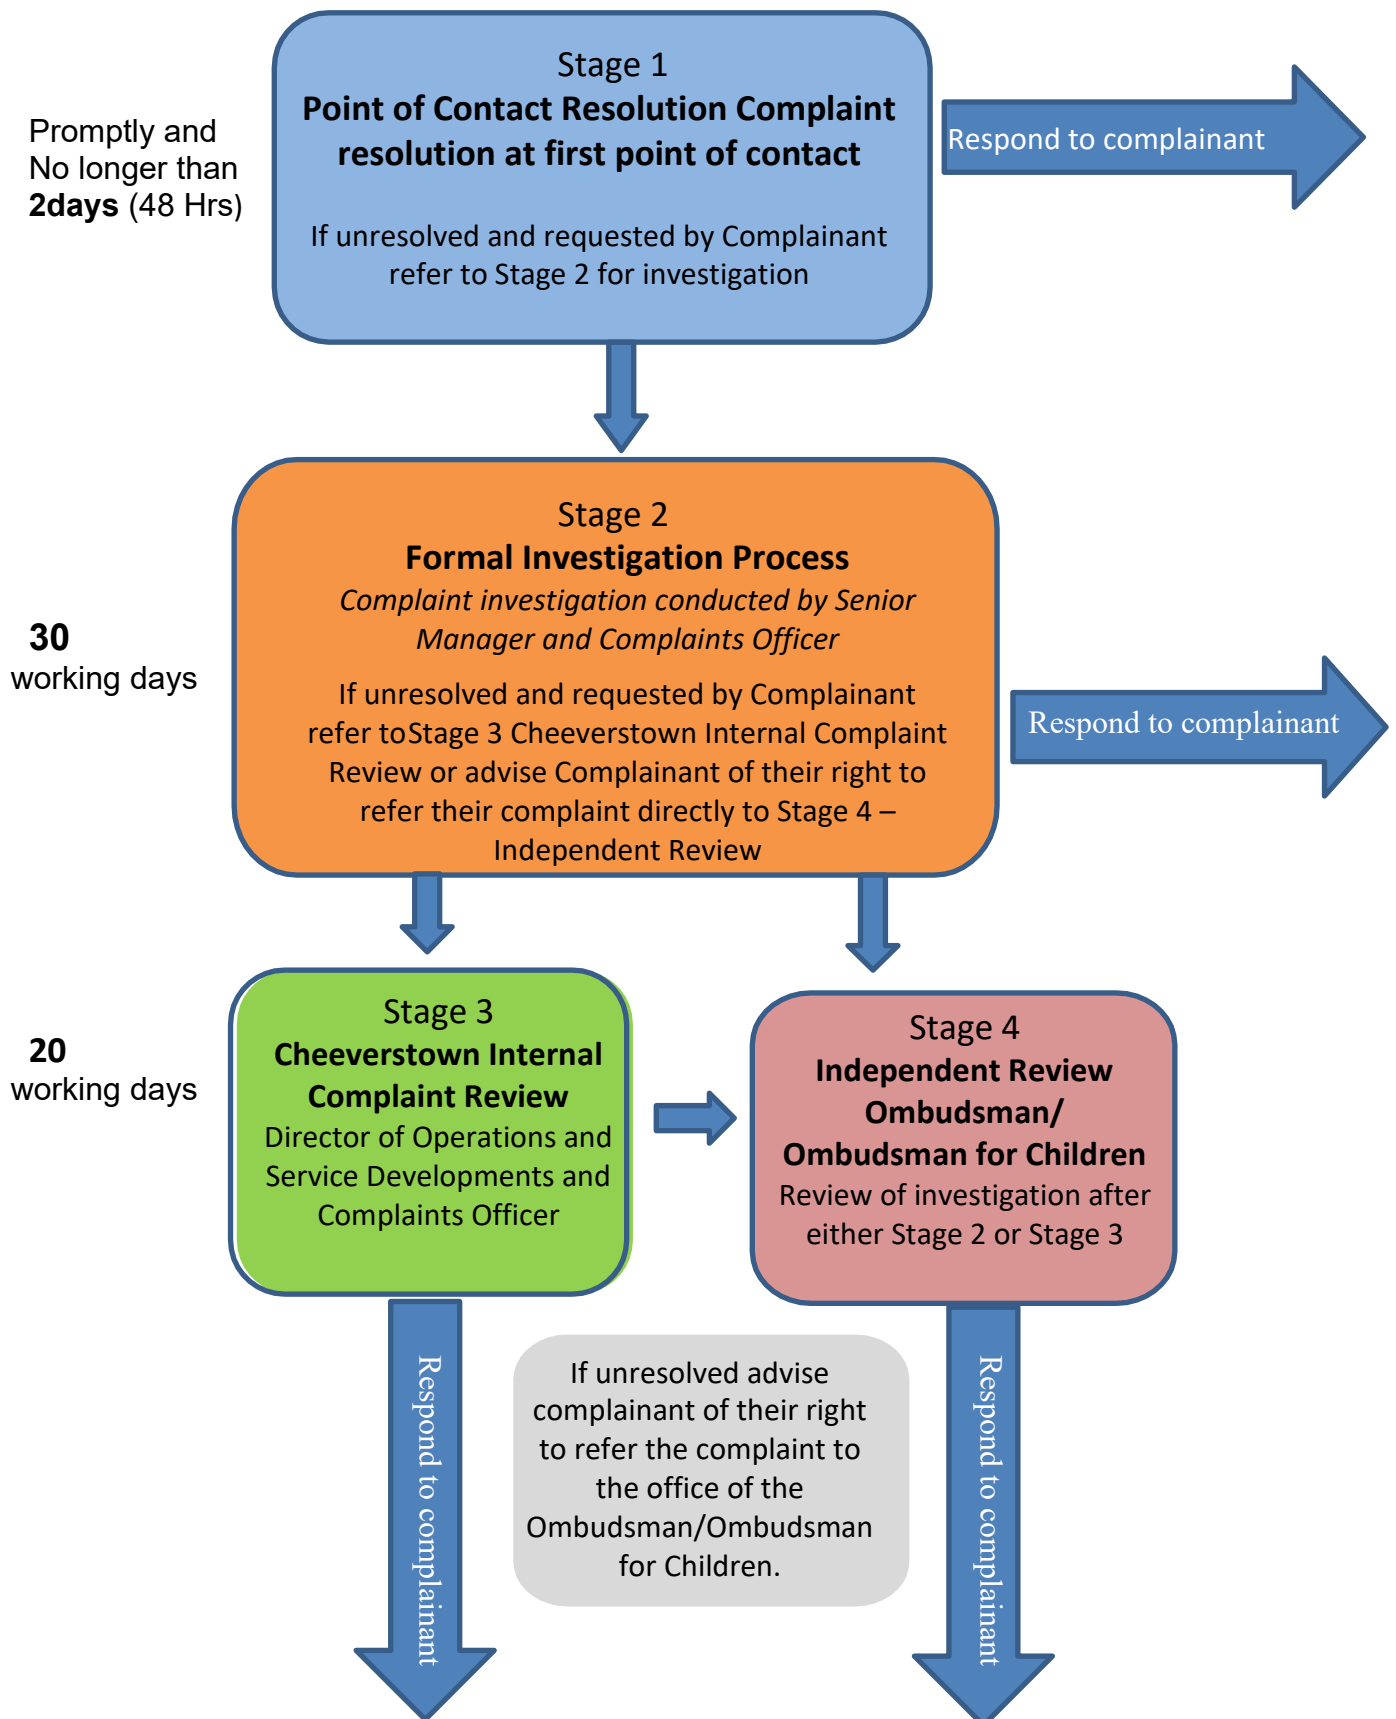 Stage 1
Point of Contact Resolution Complaint
resolution at first point of contact
If unresolved and requested by Complainant
refer to Stage 2 for investigation
Promptly and
No longer than
2days (48 Hrs)
Respond to complainant
Stage 2
Formal Investigation Process
Complaint investigation conducted by Senior
Manager and Complaints Officer
If unresolved and requested by Complainant
refer toStage 3 Cheeverstown Internal Complaint
Review or advise Complainant of their right to
refer their complaint directly to Stage 4 –
Independent Review
30
working days
Respond to complainant
Stage 3
Cheeverstown Internal
Complaint Review
Director of Operations and
Service Developments and
Complaints Officer
20
working days
Stage 4
Independent Review
Ombudsman/
Ombudsman for Children
Review of investigation after
either Stage 2 or Stage 3
Respond to complainant
If unresolved advise
complainant of their right
to refer the complaint to
the office of the
Ombudsman/Ombudsman
for Children.
Respond to complainant